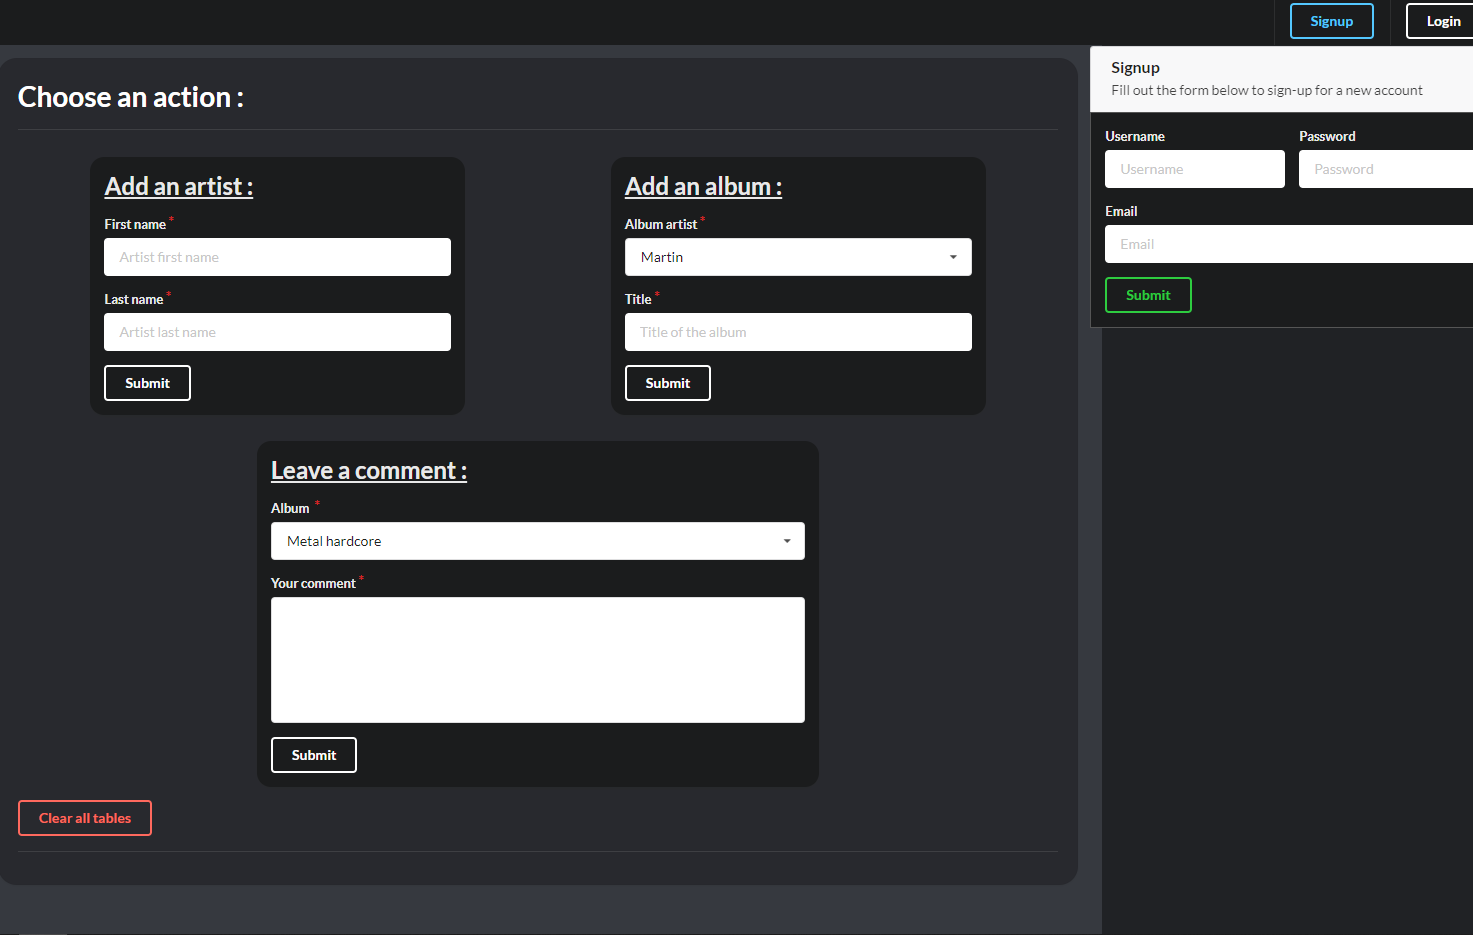 Signup
Login
Signup
Fill out the form below to sign-up for a new account
Username
Password
Username
Password
Email
Email
Submit
Choose an action :
Add an artist :
First name *
Artist first name
Last name *
Artist last name
Submit
Add an album :
Album artist *
Martin
Title *
Title of the album
Submit
Leave a comment :
Album *
Metal hardcore
Your comment *
Submit
Clear all tables